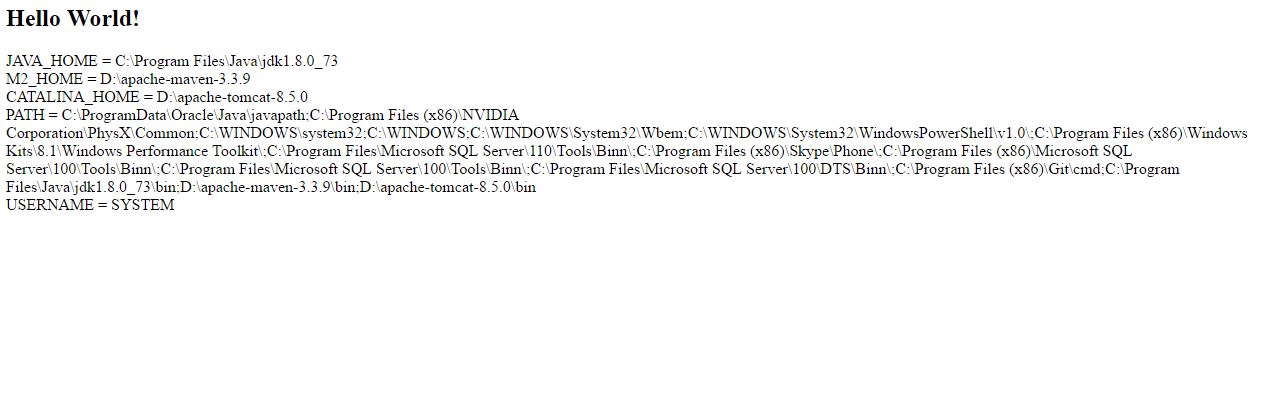 Hello World!
JAVA_HOME = C:\Program Files\Java\jdk1.8.0_73
M2_HOME = D:\apache-maven-3.3.9
CATALINA_HOME = D:\apache-tomcat-8.5.0
PATH = C:\ProgramData\Oracle\Java\javapath;C:\Program Files (x86)\NVIDIA
Corporation\PhysX\Common;C:\WINDOWS\system32;C:\WINDOWS;C:\WINDOWS\System32\Wbem;C:\WINDOWS\System32\WindowsPowerShell\v1.0\;C:\Program Files (x86)\Windows
Kits\8.1\Windows Performance Toolkit\;C:\Program Files\Microsoft SQL Server\110\Tools\Binn\;C:\Program Files (x86)\Skype\Phone\;C:\Program Files (x86)\Microsoft SQL
Server\100\Tools\Binn\;C:\Program Files\Microsoft SQL Server\100\Tools\Binn\;C:\Program Files\Microsoft SQL Server\100\DTS\Binn\;C:\Program Files (x86)\Git\cmd;C:\Program
Files\Java\jdk1.8.0_73\bin;D:\apache-maven-3.3.9\bin;D:\apache-tomcat-8.5.0\bin
USERNAME = SYSTEM